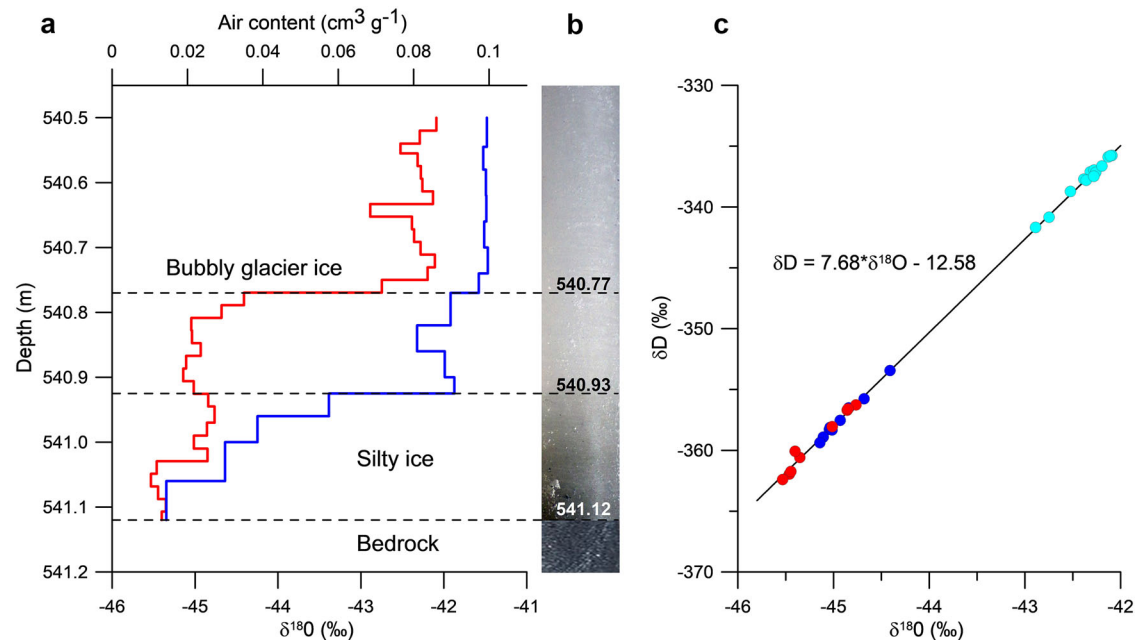 a
Air content (cm³ g⁻¹)
0 0.02 0.04 0.06 0.08 0.1
b
c
Depth (m)
540.5
540.6
540.7
540.8
540.9
541.0
541.1
541.2
Bubbly glacier ice
Silty ice
Bedrock
-46 -45 -44 -43 -42 -41
δ¹⁸0 (‰)
540.77
540.93
541.12
δD (‰)
-330
-340
-350
-360
-370
δD = 7.68*δ¹⁸O - 12.58
-46 -45 -44 -43 -42
δ¹⁸0 (‰)